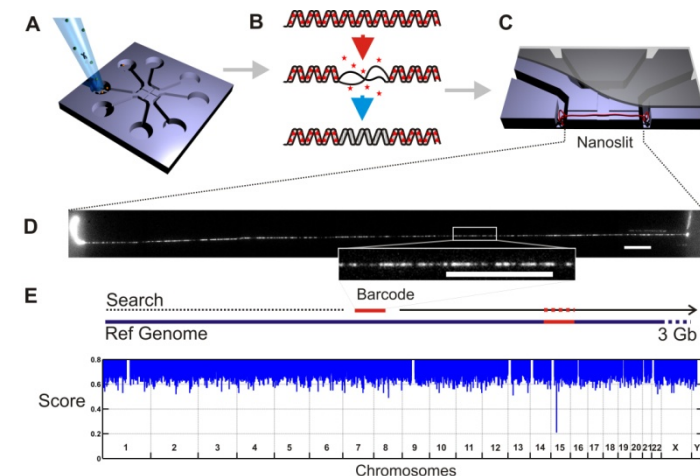 A
B
C
Nanoslit
D
Barcode
E
Search
Ref Genome
3 Gb
Score
0.8
0.6
0.4
0.2
0
1 2 3 4 5 6 7 8 9 10 11 12 13 14 15 16 17 18 19 20 21 22 X Y
Chromosomes